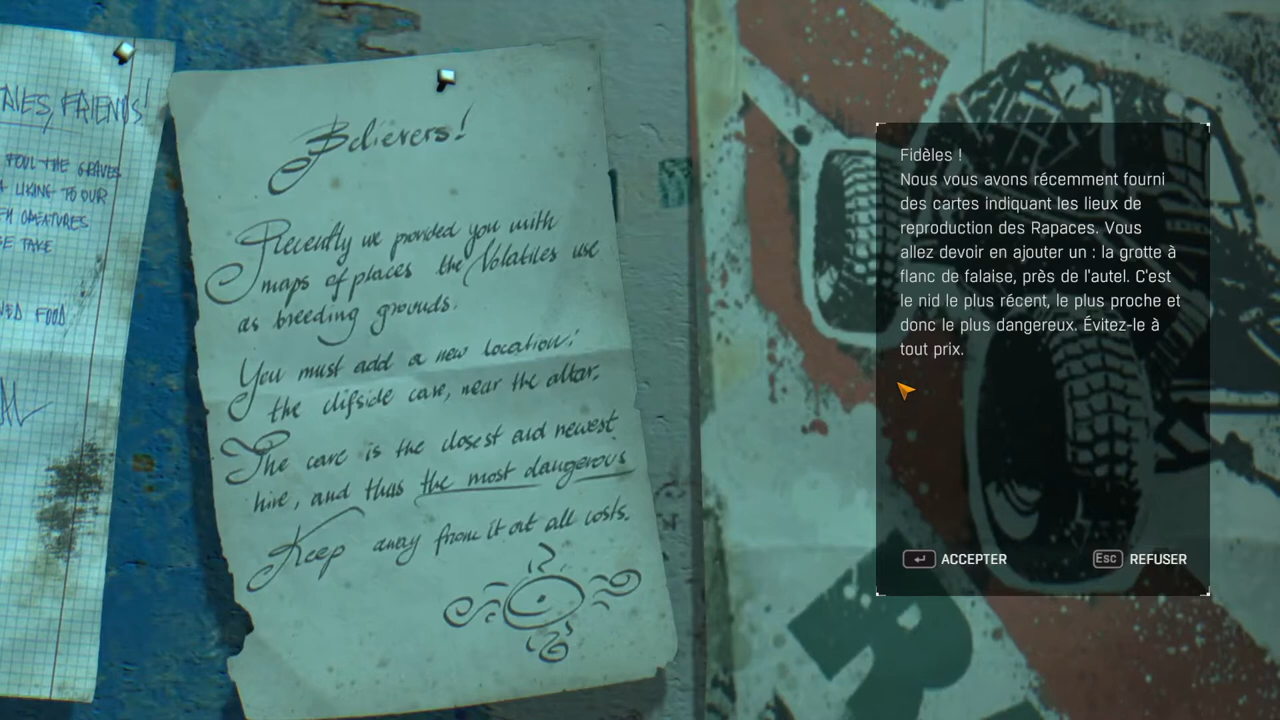 FOUL THE GRAVES
LIKING TO OUR
SE TAKE
FOOD
Believers!
Recently we provided you with
maps of places the Volatiles use
as breeding grounds.
You must add a new location:
the clifside cave, near the altar.
The cave is the closest and newest
hive, and thus the most dangerous
Keep away from it at all costs.
Fidèles !
Nous vous avons récemment fourni
des cartes indiquant les lieux de
reproduction des Rapaces. Vous
allez devoir en ajouter un : la grotte à
flanc de falaise, près de l'autel. C'est
le nid le plus récent, le plus proche et
donc le plus dangereux. Évitez-le à
tout prix.
ACCEPTER
Esc REFUSER